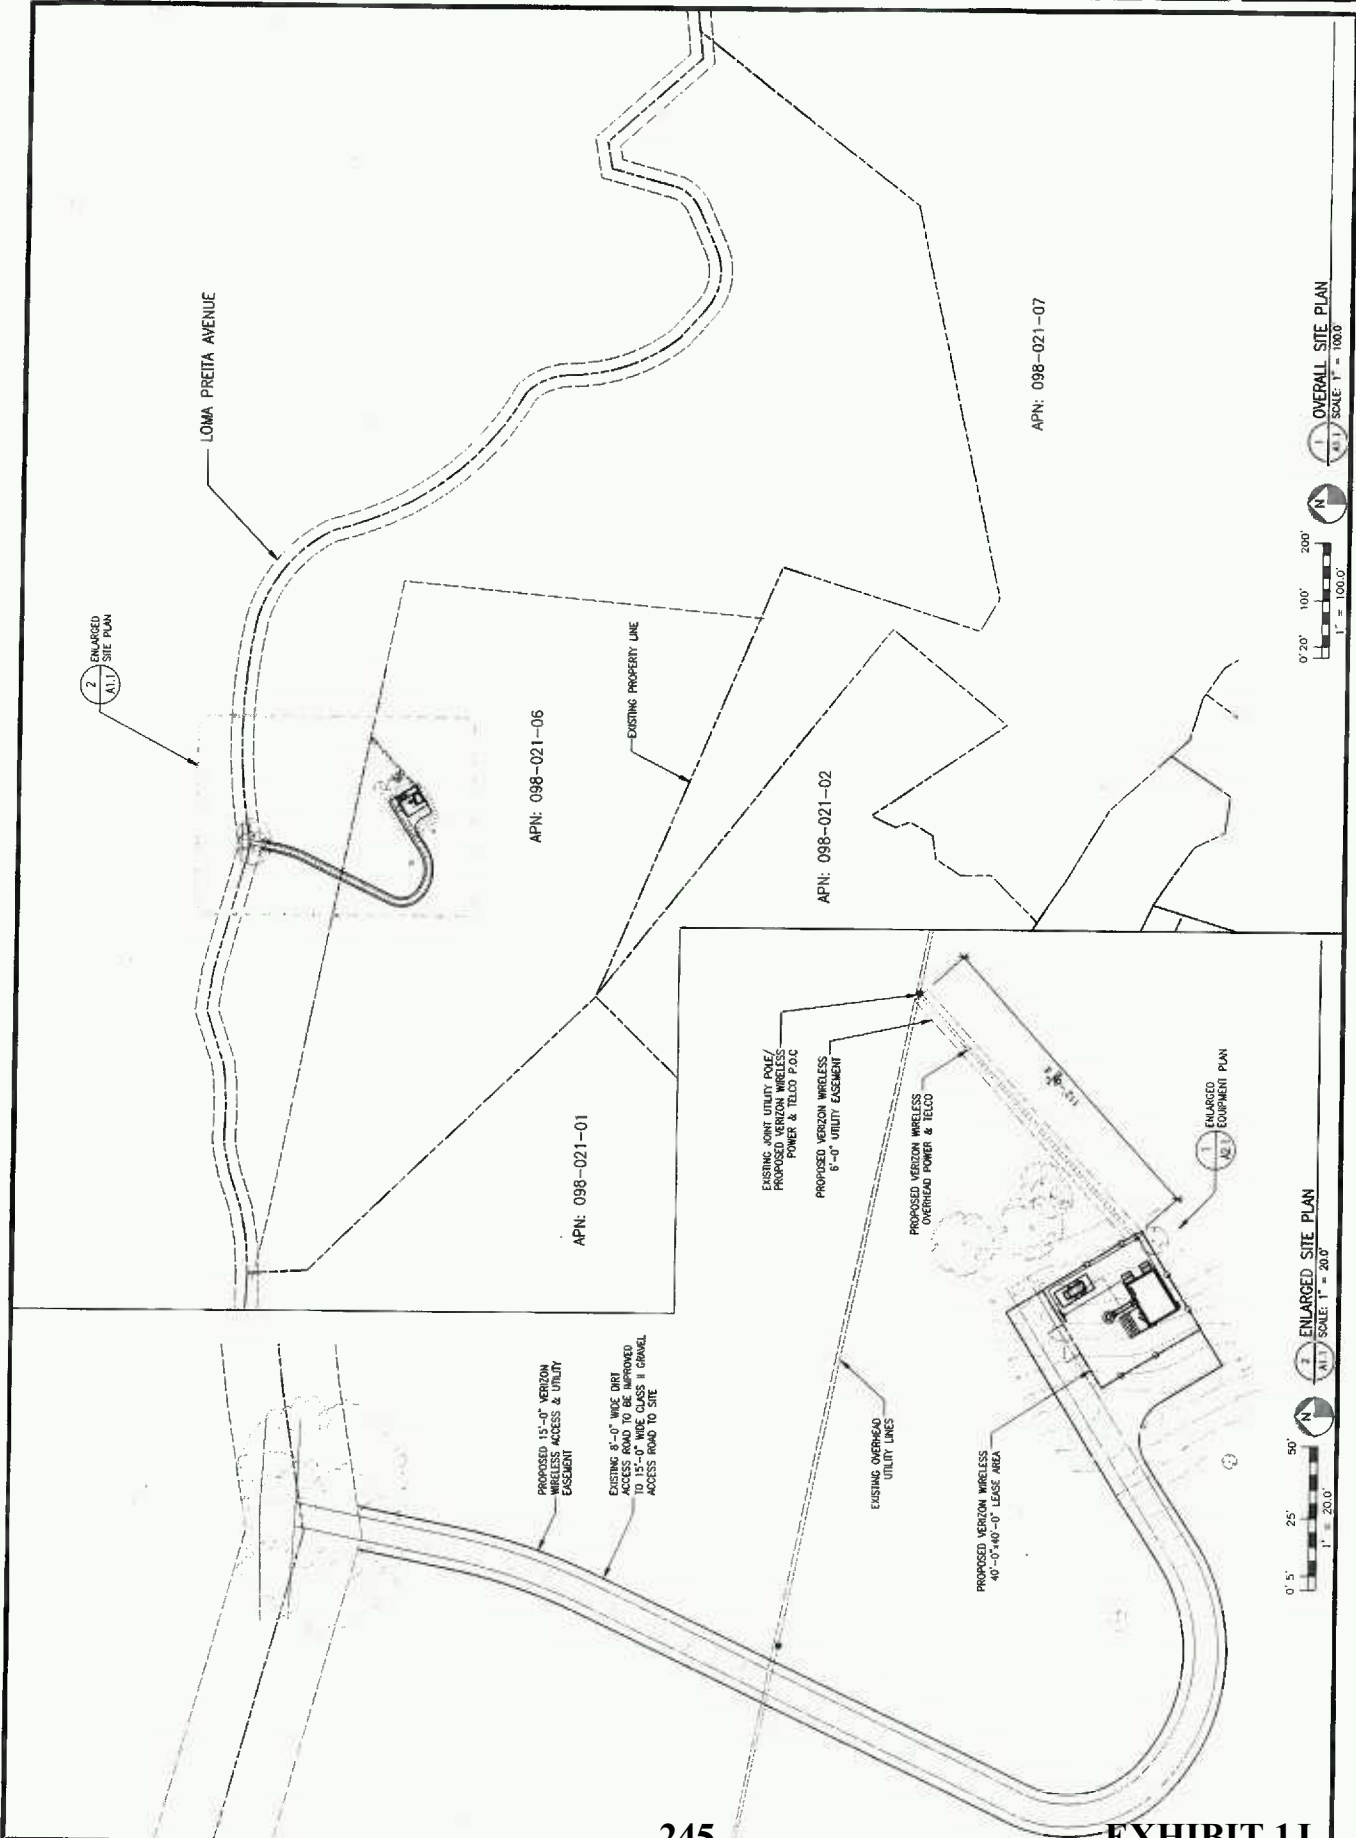 LOMA PREITA AVENUE
2
A1.1
ENLARGED
SITE PLAN
APN: 098-021-06
EXISTING PROPERTY LINE
APN: 098-021-07
APN: 098-021-02
APN: 098-021-01
1
A1.1
OVERALL SITE PLAN
SCALE: 1" = 100.0'
N
0' 20' 100' 200'
1" = 100.0'
EXISTING JOINT UTILITY POLE/
PROPOSED VERIZON WIRELESS
POWER & TELCO P.O.C
PROPOSED VERIZON WIRELESS
6'-0" UTILITY EASEMENT
PROPOSED VERIZON WIRELESS
OVERHEAD POWER & TELCO
1
A2.1
ENLARGED
EQUIPMENT PLAN
PROPOSED 15'-0" VERIZON
WIRELESS ACCESS & UTILITY
EASEMENT
EXISTING 8'-0" WIDE DIRT
ACCESS ROAD TO BE IMPROVED
TO 15'-0" WIDE CLASS II GRAVEL
ACCESS ROAD TO SITE
EXISTING OVERHEAD
UTILITY LINES
PROPOSED VERIZON WIRELESS
40'-0"x40'-0" LEASE AREA
2
A1.1
ENLARGED SITE PLAN
SCALE: 1" = 20.0'
N
0' 5' 25' 50'
1" = 20.0'
245
EXHIBIT 1J